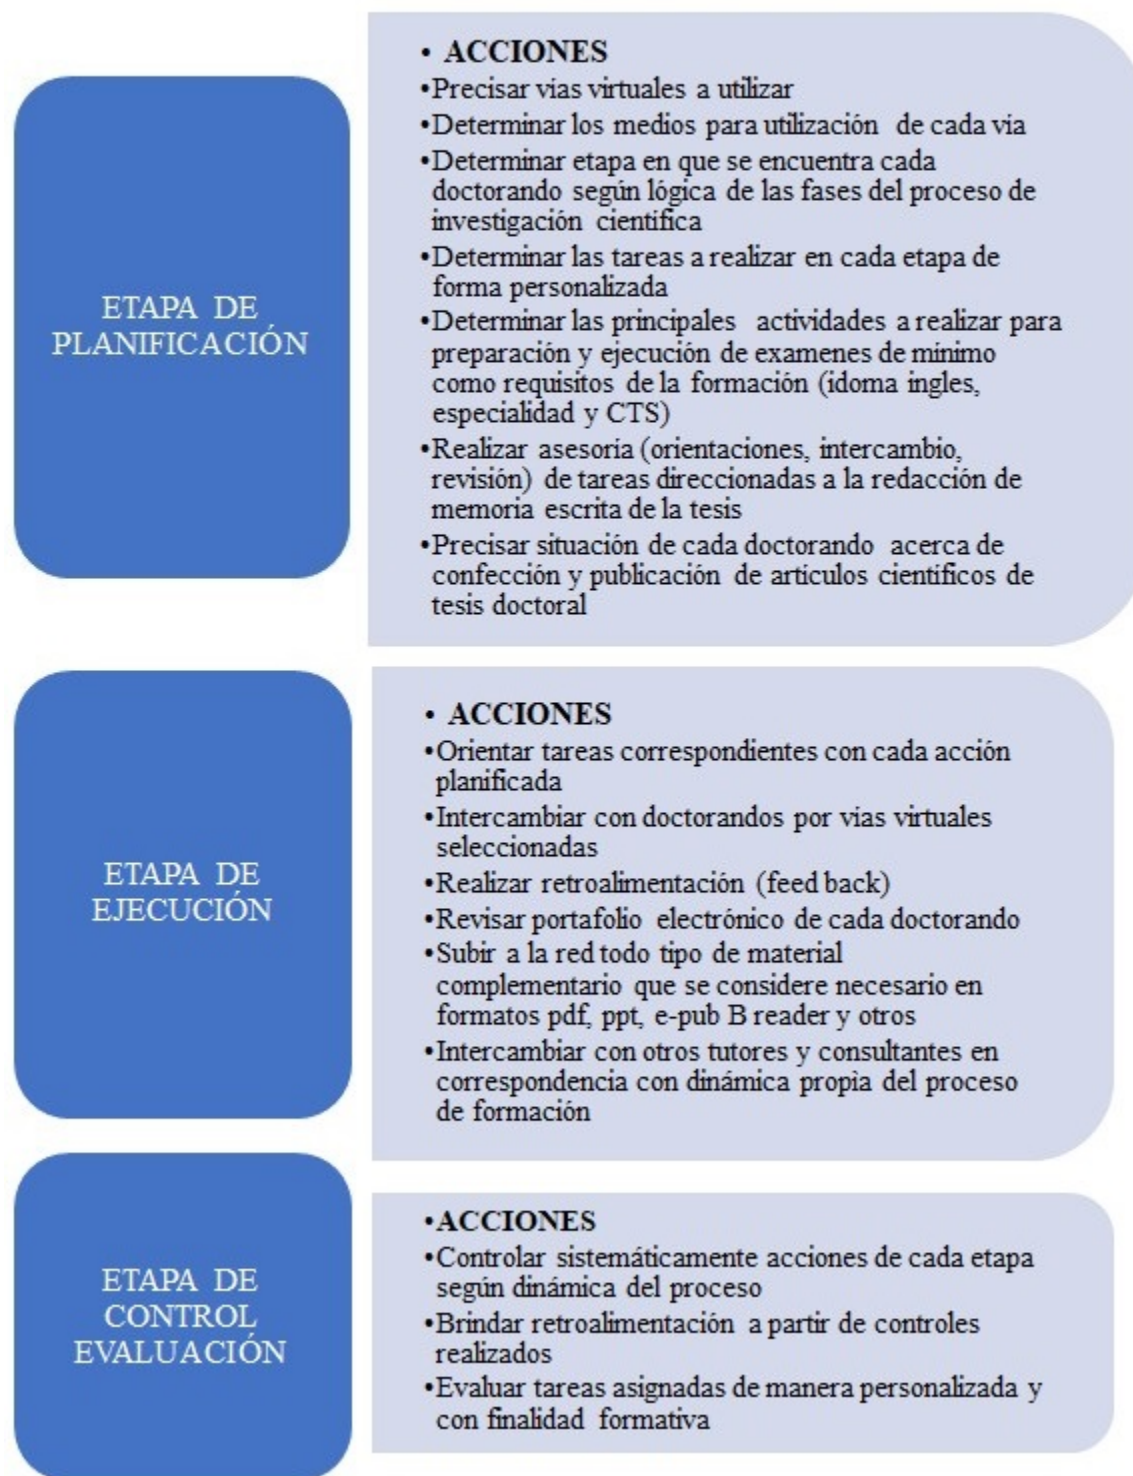 ETAPA DE
PLANIFICACIÓN
• ACCIONES
•Precisar vías virtuales a utilizar
•Determinar los medios para utilización de cada vía
•Determinar etapa en que se encuentra cada
doctorando según lógica de las fases del proceso de
investigación científica
•Determinar las tareas a realizar en cada etapa de
forma personalizada
•Determinar las principales actividades a realizar para
preparación y ejecución de examenes de mínimo
como requisitos de la formación (idoma ingles,
especialidad y CTS)
•Realizar asesoría (orientaciones, intercambio,
revisión) de tareas direccionadas a la redacción de
memoria escrita de la tesis
•Precisar situación de cada doctorando acerca de
confección y publicación de artículos científicos de
tesis doctoral
ETAPA DE
EJECUCIÓN
• ACCIONES
•Orientar tareas correspondientes con cada acción
planificada
•Intercambiar con doctorandos por vías virtuales
seleccionadas
•Realizar retroalimentación (feed back)
•Revisar portafolio electrónico de cada doctorando
•Subir a la red todo tipo de material
complementario que se considere necesario en
formatos pdf, ppt, e-pub B reader y otros
•Intercambiar con otros tutores y consultantes en
correspondencia con dinámica propìa del proceso
de formación
ETAPA DE
CONTROL
EVALUACIÓN
•ACCIONES
•Controlar sistemáticamente acciones de cada etapa
según dinámica del proceso
•Brindar retroalimentación a partir de controles
realizados
•Evaluar tareas asignadas de manera personalizada y
con finalidad formativa